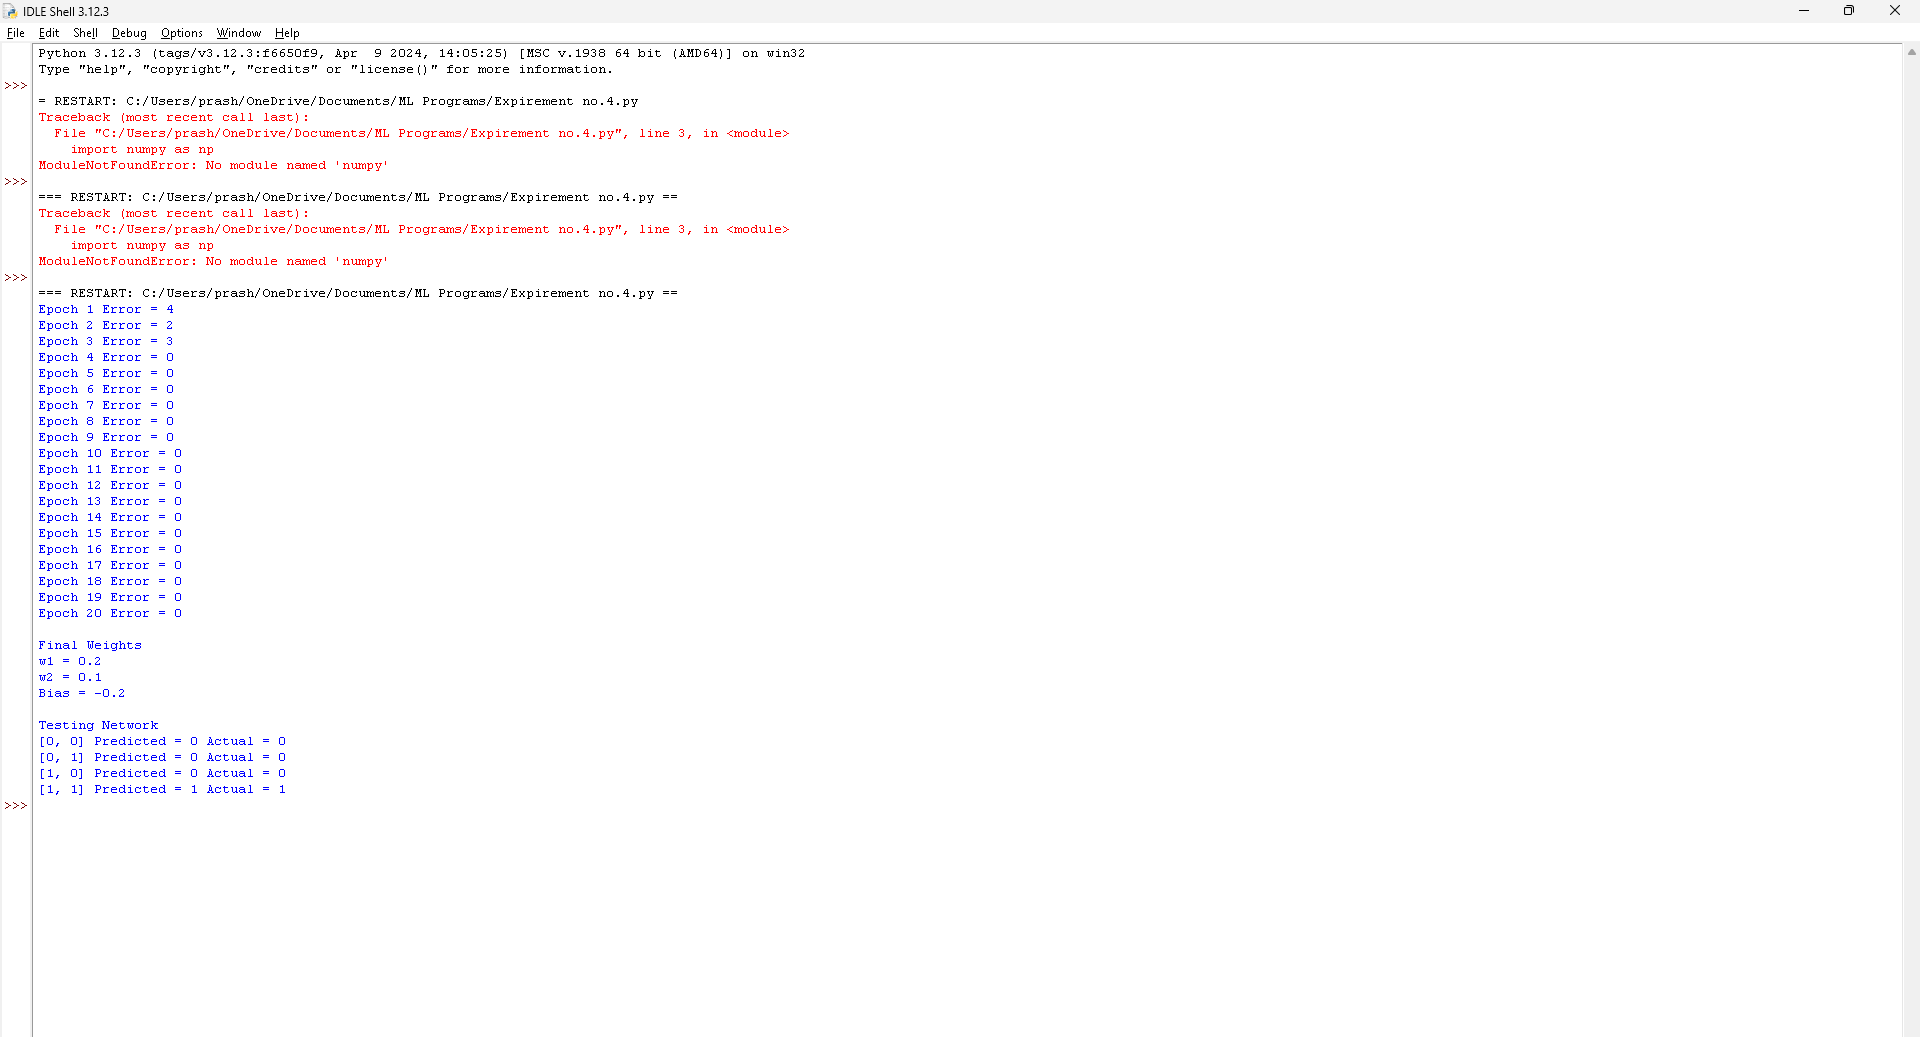 IDLE Shell 3.12.3
File Edit Shell Debug Options Window Help
Python 3.12.3 (tags/v3.12.3:f6650f9, Apr  9 2024, 14:05:25) [MSC v.1938 64 bit (AMD64)] on win32
Type "help", "copyright", "credits" or "license()" for more information.
>>>
= RESTART: C:/Users/prash/OneDrive/Documents/ML Programs/Expirement no.4.py
Traceback (most recent call last):
  File "C:/Users/prash/OneDrive/Documents/ML Programs/Expirement no.4.py", line 3, in <module>
    import numpy as np
ModuleNotFoundError: No module named 'numpy'
>>>
=== RESTART: C:/Users/prash/OneDrive/Documents/ML Programs/Expirement no.4.py ==
Traceback (most recent call last):
  File "C:/Users/prash/OneDrive/Documents/ML Programs/Expirement no.4.py", line 3, in <module>
    import numpy as np
ModuleNotFoundError: No module named 'numpy'
>>>
=== RESTART: C:/Users/prash/OneDrive/Documents/ML Programs/Expirement no.4.py ==
Epoch 1 Error = 4
Epoch 2 Error = 2
Epoch 3 Error = 3
Epoch 4 Error = 0
Epoch 5 Error = 0
Epoch 6 Error = 0
Epoch 7 Error = 0
Epoch 8 Error = 0
Epoch 9 Error = 0
Epoch 10 Error = 0
Epoch 11 Error = 0
Epoch 12 Error = 0
Epoch 13 Error = 0
Epoch 14 Error = 0
Epoch 15 Error = 0
Epoch 16 Error = 0
Epoch 17 Error = 0
Epoch 18 Error = 0
Epoch 19 Error = 0
Epoch 20 Error = 0
Final Weights
w1 = 0.2
w2 = 0.1
Bias = -0.2
Testing Network
[0, 0] Predicted = 0 Actual = 0
[0, 1] Predicted = 0 Actual = 0
[1, 0] Predicted = 0 Actual = 0
[1, 1] Predicted = 1 Actual = 1
>>>